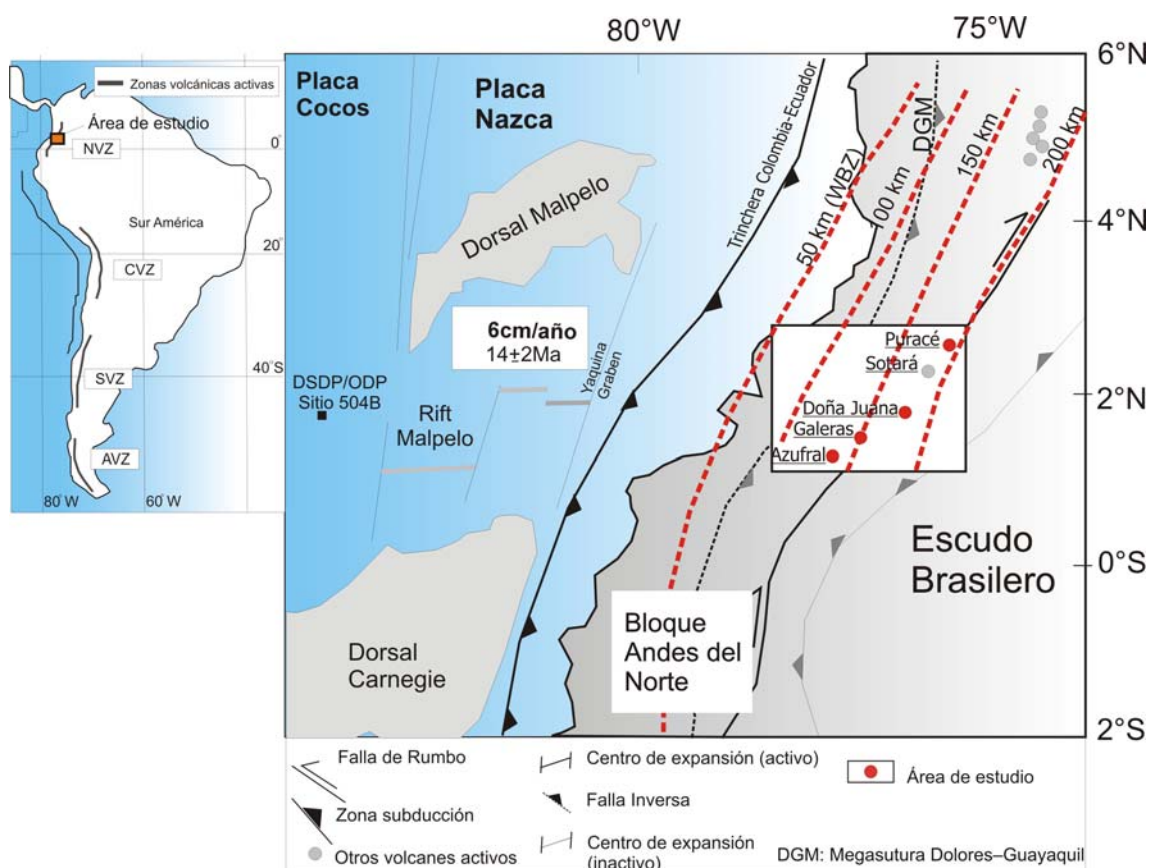 Zonas volcánicas activas
Área de estudio
NVZ
0°
Sur América
CVZ
20°
SVZ
40°S
AVZ
80° W
60° W
80°W
75°W
Placa
Cocos
Placa
Nazca
6°N
DGM
150 km
200 km
Trinchera Colombia-Ecuador
50 km (WBZ)
100 km
Dorsal Malpelo
4°N
6cm/año
14±2Ma
Yaquina
Graben
Puracé
Sotará
DSDP/ODP
Sitio 504B
Rift
Malpelo
Doña Juana
Galeras
Azufral
2°N
Escudo
Brasilero
0°S
Bloque
Andes del
Norte
Dorsal
Carnegie
2°S
Falla de Rumbo
Centro de expansión (activo)
Área de estudio
Zona subducción
Falla Inversa
Otros volcanes activos
Centro de expansión
(inactivo)
DGM: Megasutura Dolores–Guayaquil